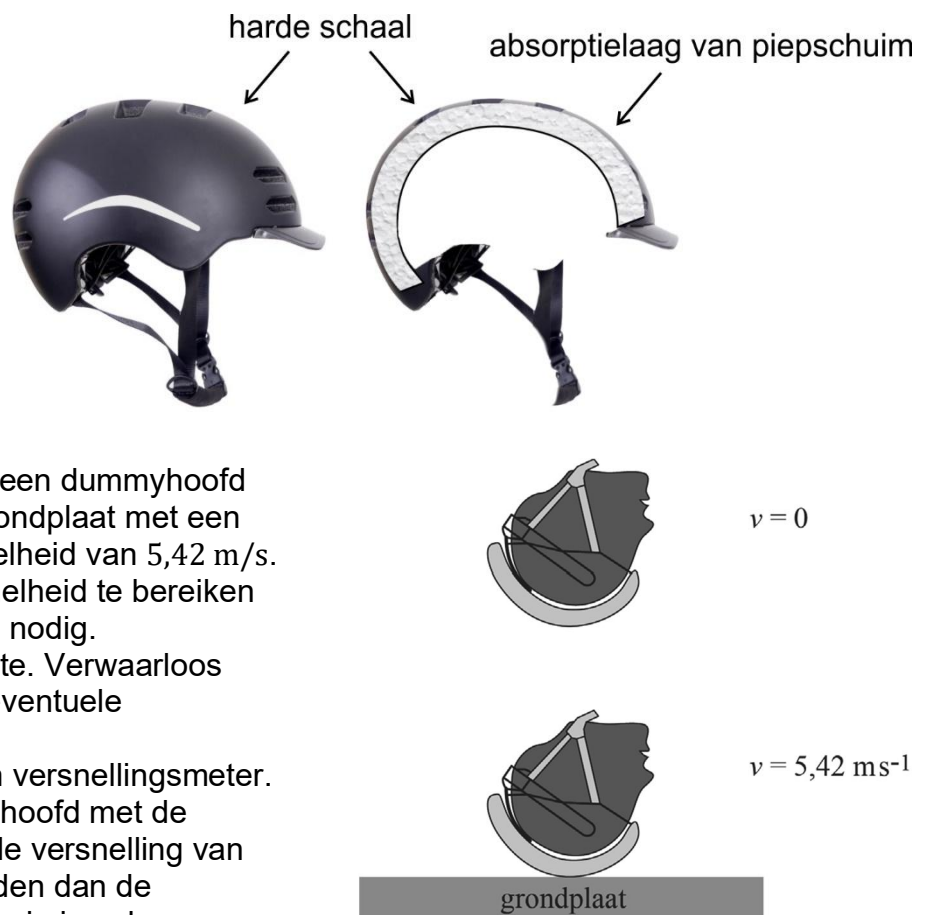 harde schaal
absorptielaag van piepschuim
een dummyhoofd
ondplaat met een
elheid van 5,42 m/s.
elheid te bereiken
nodig.
te. Verwaarloos
ventuele
versnellingsmeter.
hoofd met de
de versnelling van
den dan de
v = 0
v = 5,42 m s-1
grondplaat